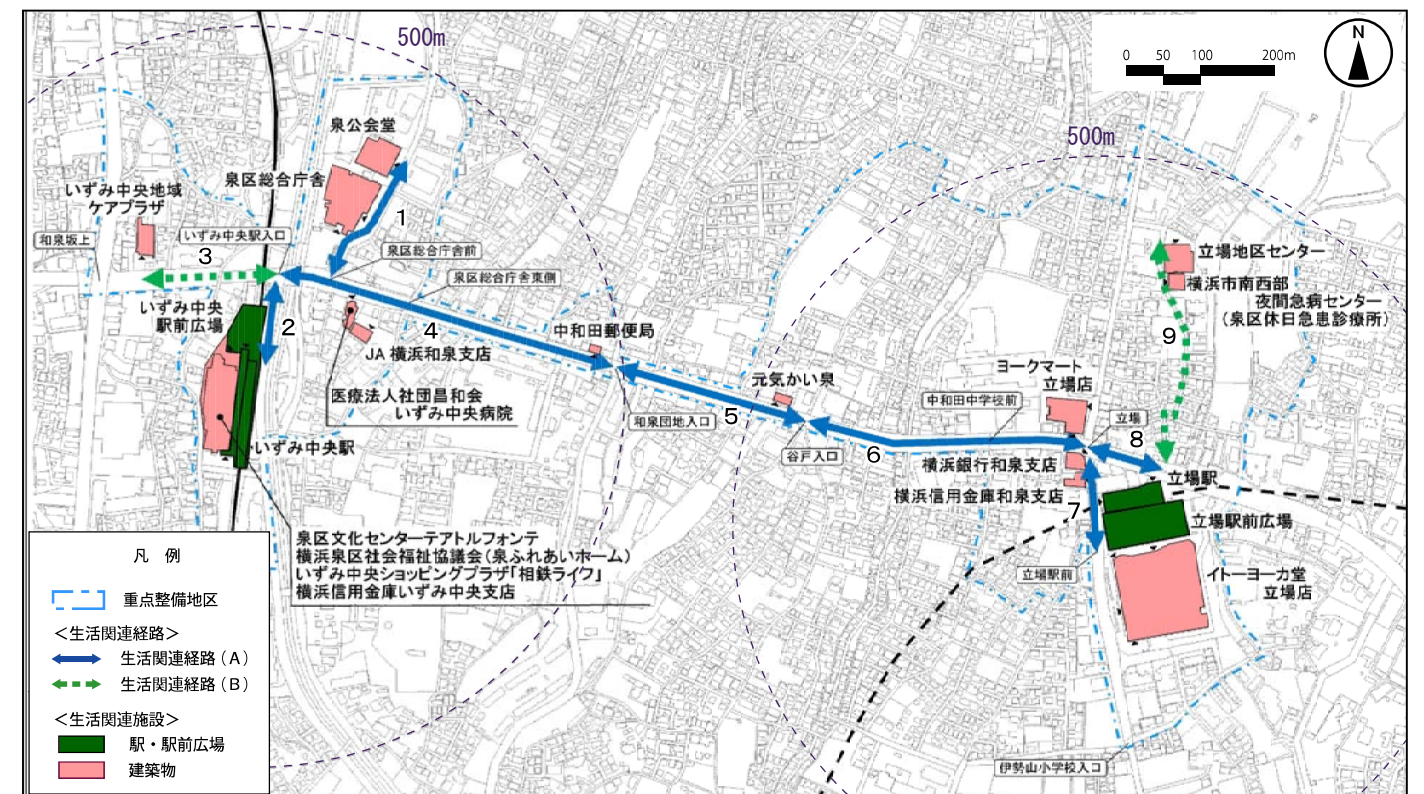 500m
0 50 100 200m
N
500m
泉公会堂
泉区総合庁舎
いずみ中央地域
ケアプラザ
和泉坂上
いずみ中央駅入口
1
3
泉区総合庁舎前
泉区総合庁舎東側
立場地区センター
横浜市南西部
夜間急病センター
(泉区休日急患診療所)
9
いずみ中央
駅前広場
2
4
中和田郵便局
JA 横浜和泉支店
元気かい泉
ヨークマート
立場店
医療法人社団昌和会
いずみ中央病院
和泉団地入口
5
中和田中学校前
立場
8
谷戸入口
6
いずみ中央駅
横浜銀行和泉支店
横浜信用金庫和泉支店
7
立場駅
立場駅前広場
泉区文化センターテアトルフォンテ
横浜泉区社会福祉協議会(泉ふれあいホーム)
いずみ中央ショッピングプラザ「相鉄ライフ」
横浜信用金庫いずみ中央支店
立場駅前
イトーヨーカ堂
立場店
伊勢山小学校入口
凡 例
重点整備地区
<生活関連経路>
生活関連経路(A)
生活関連経路(B)
<生活関連施設>
駅・駅前広場
建築物